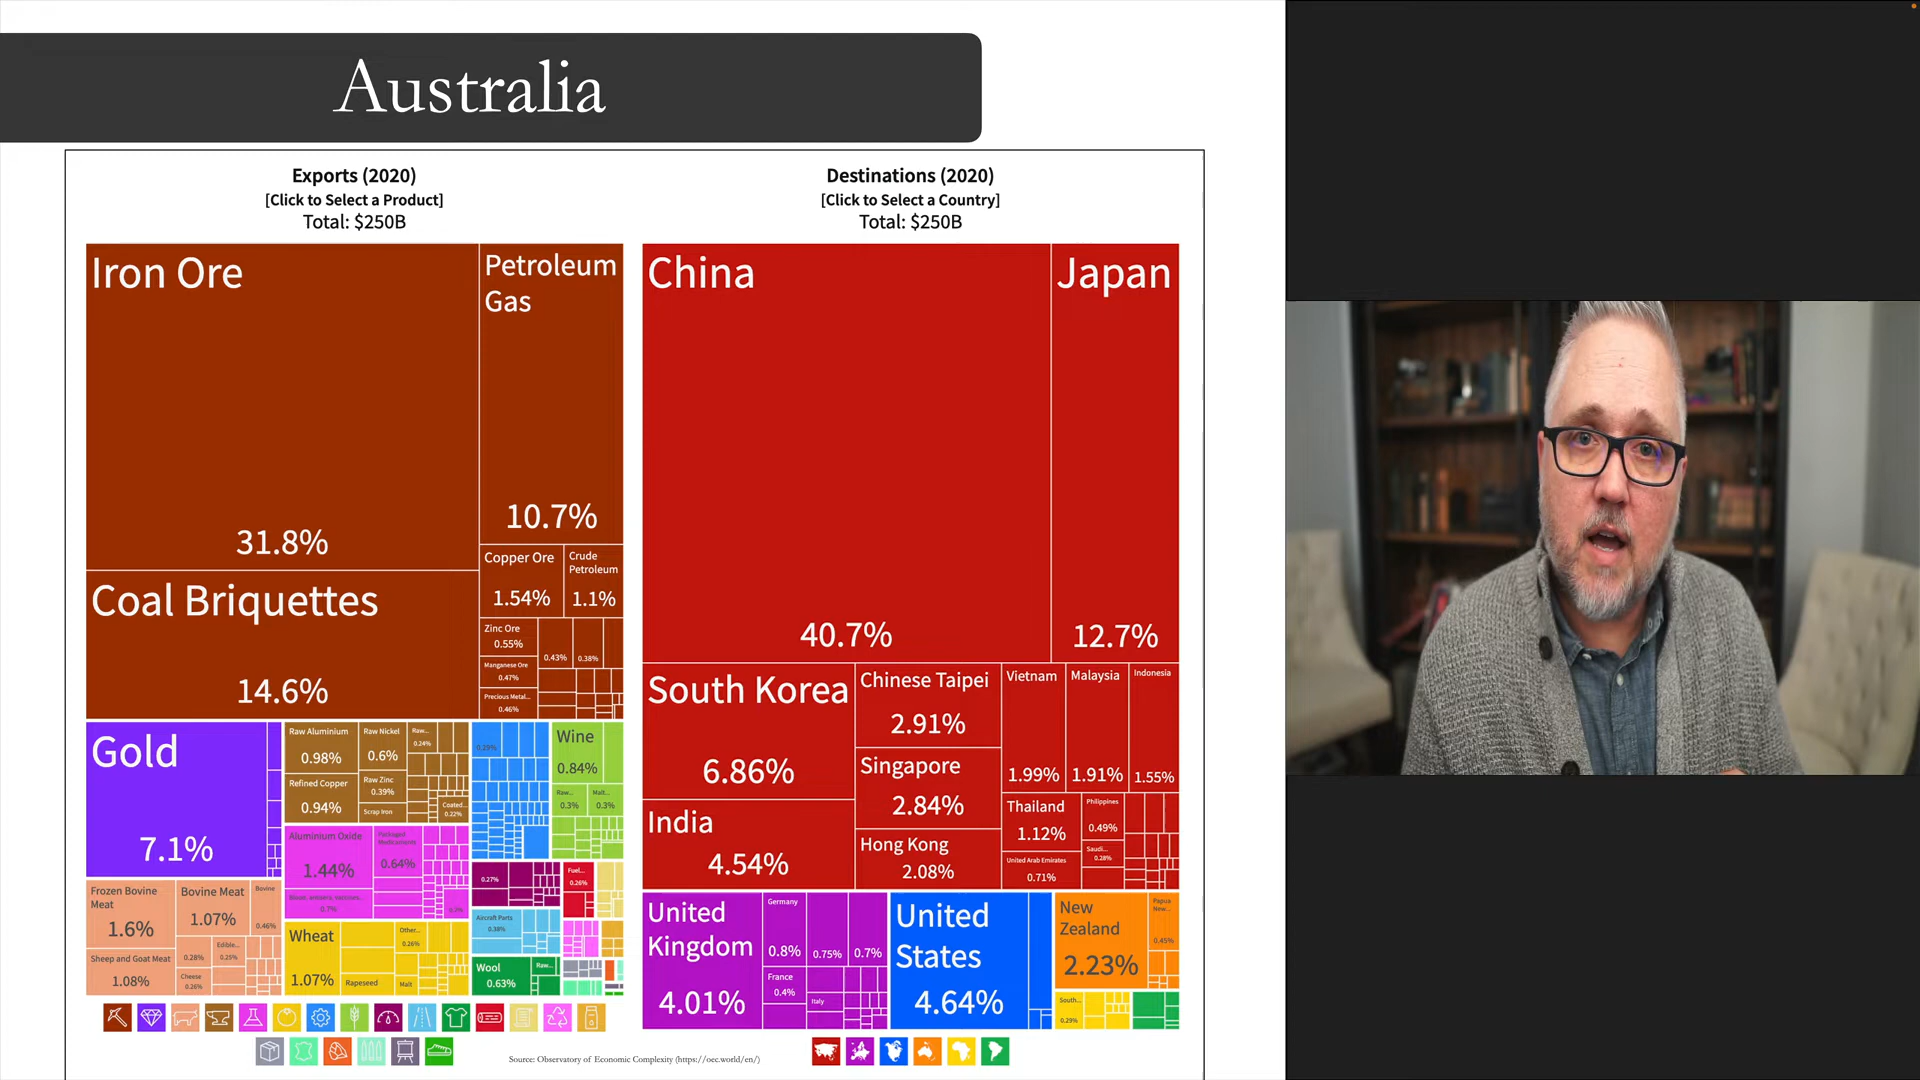 Australia
Exports (2020)
[Click to Select a Product]
Total: $250B
Iron Ore
31.8%
Petroleum
Gas
10.7%
Coal Briquettes
14.6%
Copper Ore
1.54%
Crude
Petroleum
1.1%
Zinc Ore
0.55%
0.43%
0.38%
Manganese Ore
0.47%
Precious Metal...
0.46%
Gold
7.1%
Raw Aluminium
0.98%
Raw Nickel
0.6%
Raw...
0.24%
Refined Copper
0.94%
Raw Zinc
0.39%
Scrap Iron
Coated...
0.22%
0.29%
Wine
0.84%
Raw...
0.3%
Malt...
0.3%
Aluminium Oxide
1.44%
Packaged
Medicaments
0.64%
0.7%
0.27%
Fuel...
0.26%
Frozen Bovine
Meat
1.6%
Bovine Meat
1.07%
Bovine
0.46%
Sheep and Goat Meat
1.08%
0.28%
Edible...
0.25%
Cheese
0.26%
Wheat
1.07%
Other...
0.26%
Rapeseed
Malt
Aircraft Parts
0.38%
Wool
0.63%
Raw...
Destinations (2020)
[Click to Select a Country]
Total: $250B
China
40.7%
Japan
12.7%
South Korea
6.86%
Chinese Taipei
2.91%
Vietnam
1.99%
Malaysia
1.91%
Indonesia
1.55%
India
4.54%
Singapore
2.84%
Hong Kong
2.08%
Thailand
1.12%
Philippines
0.49%
Saudi...
0.28%
United Arab Emirates
0.71%
United
Kingdom
4.01%
Germany
0.8%
0.75%
0.7%
France
0.4%
Italy
United
States
4.64%
New
Zealand
2.23%
Papua
New...
0.45%
South...
0.29%
Source: Observatory of Economic Complexity (https://oec.world/en/)